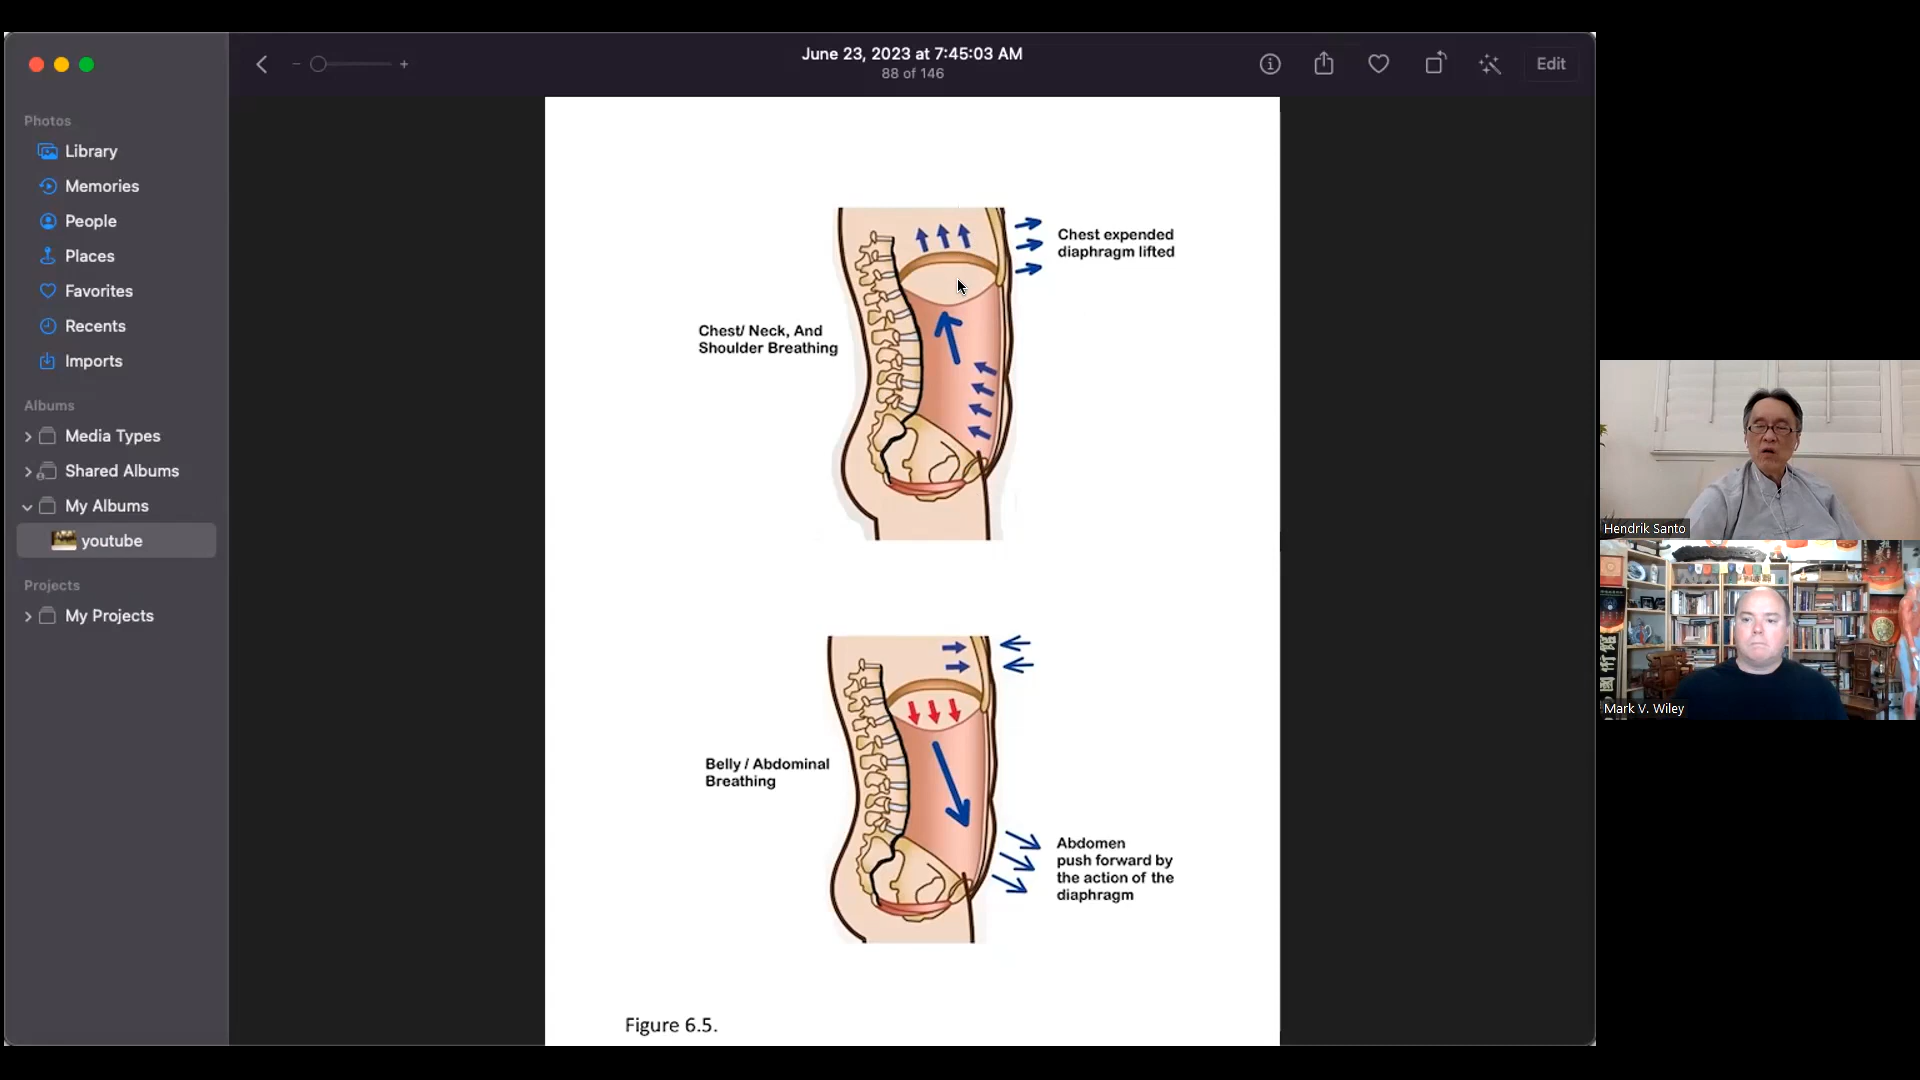 June 23, 2023 at 7:45:03 AM
88 of 146
Edit
Photos
Library
Memories
People
Places
Favorites
Recents
Imports
Albums
Media Types
Shared Albums
My Albums
youtube
Projects
My Projects
Chest expended
diaphragm lifted
Chest/ Neck, And
Shoulder Breathing
Belly / Abdominal
Breathing
Abdomen
push forward by
the action of the
diaphragm
Figure 6.5.
Hendrik Santo
Mark V. Wiley